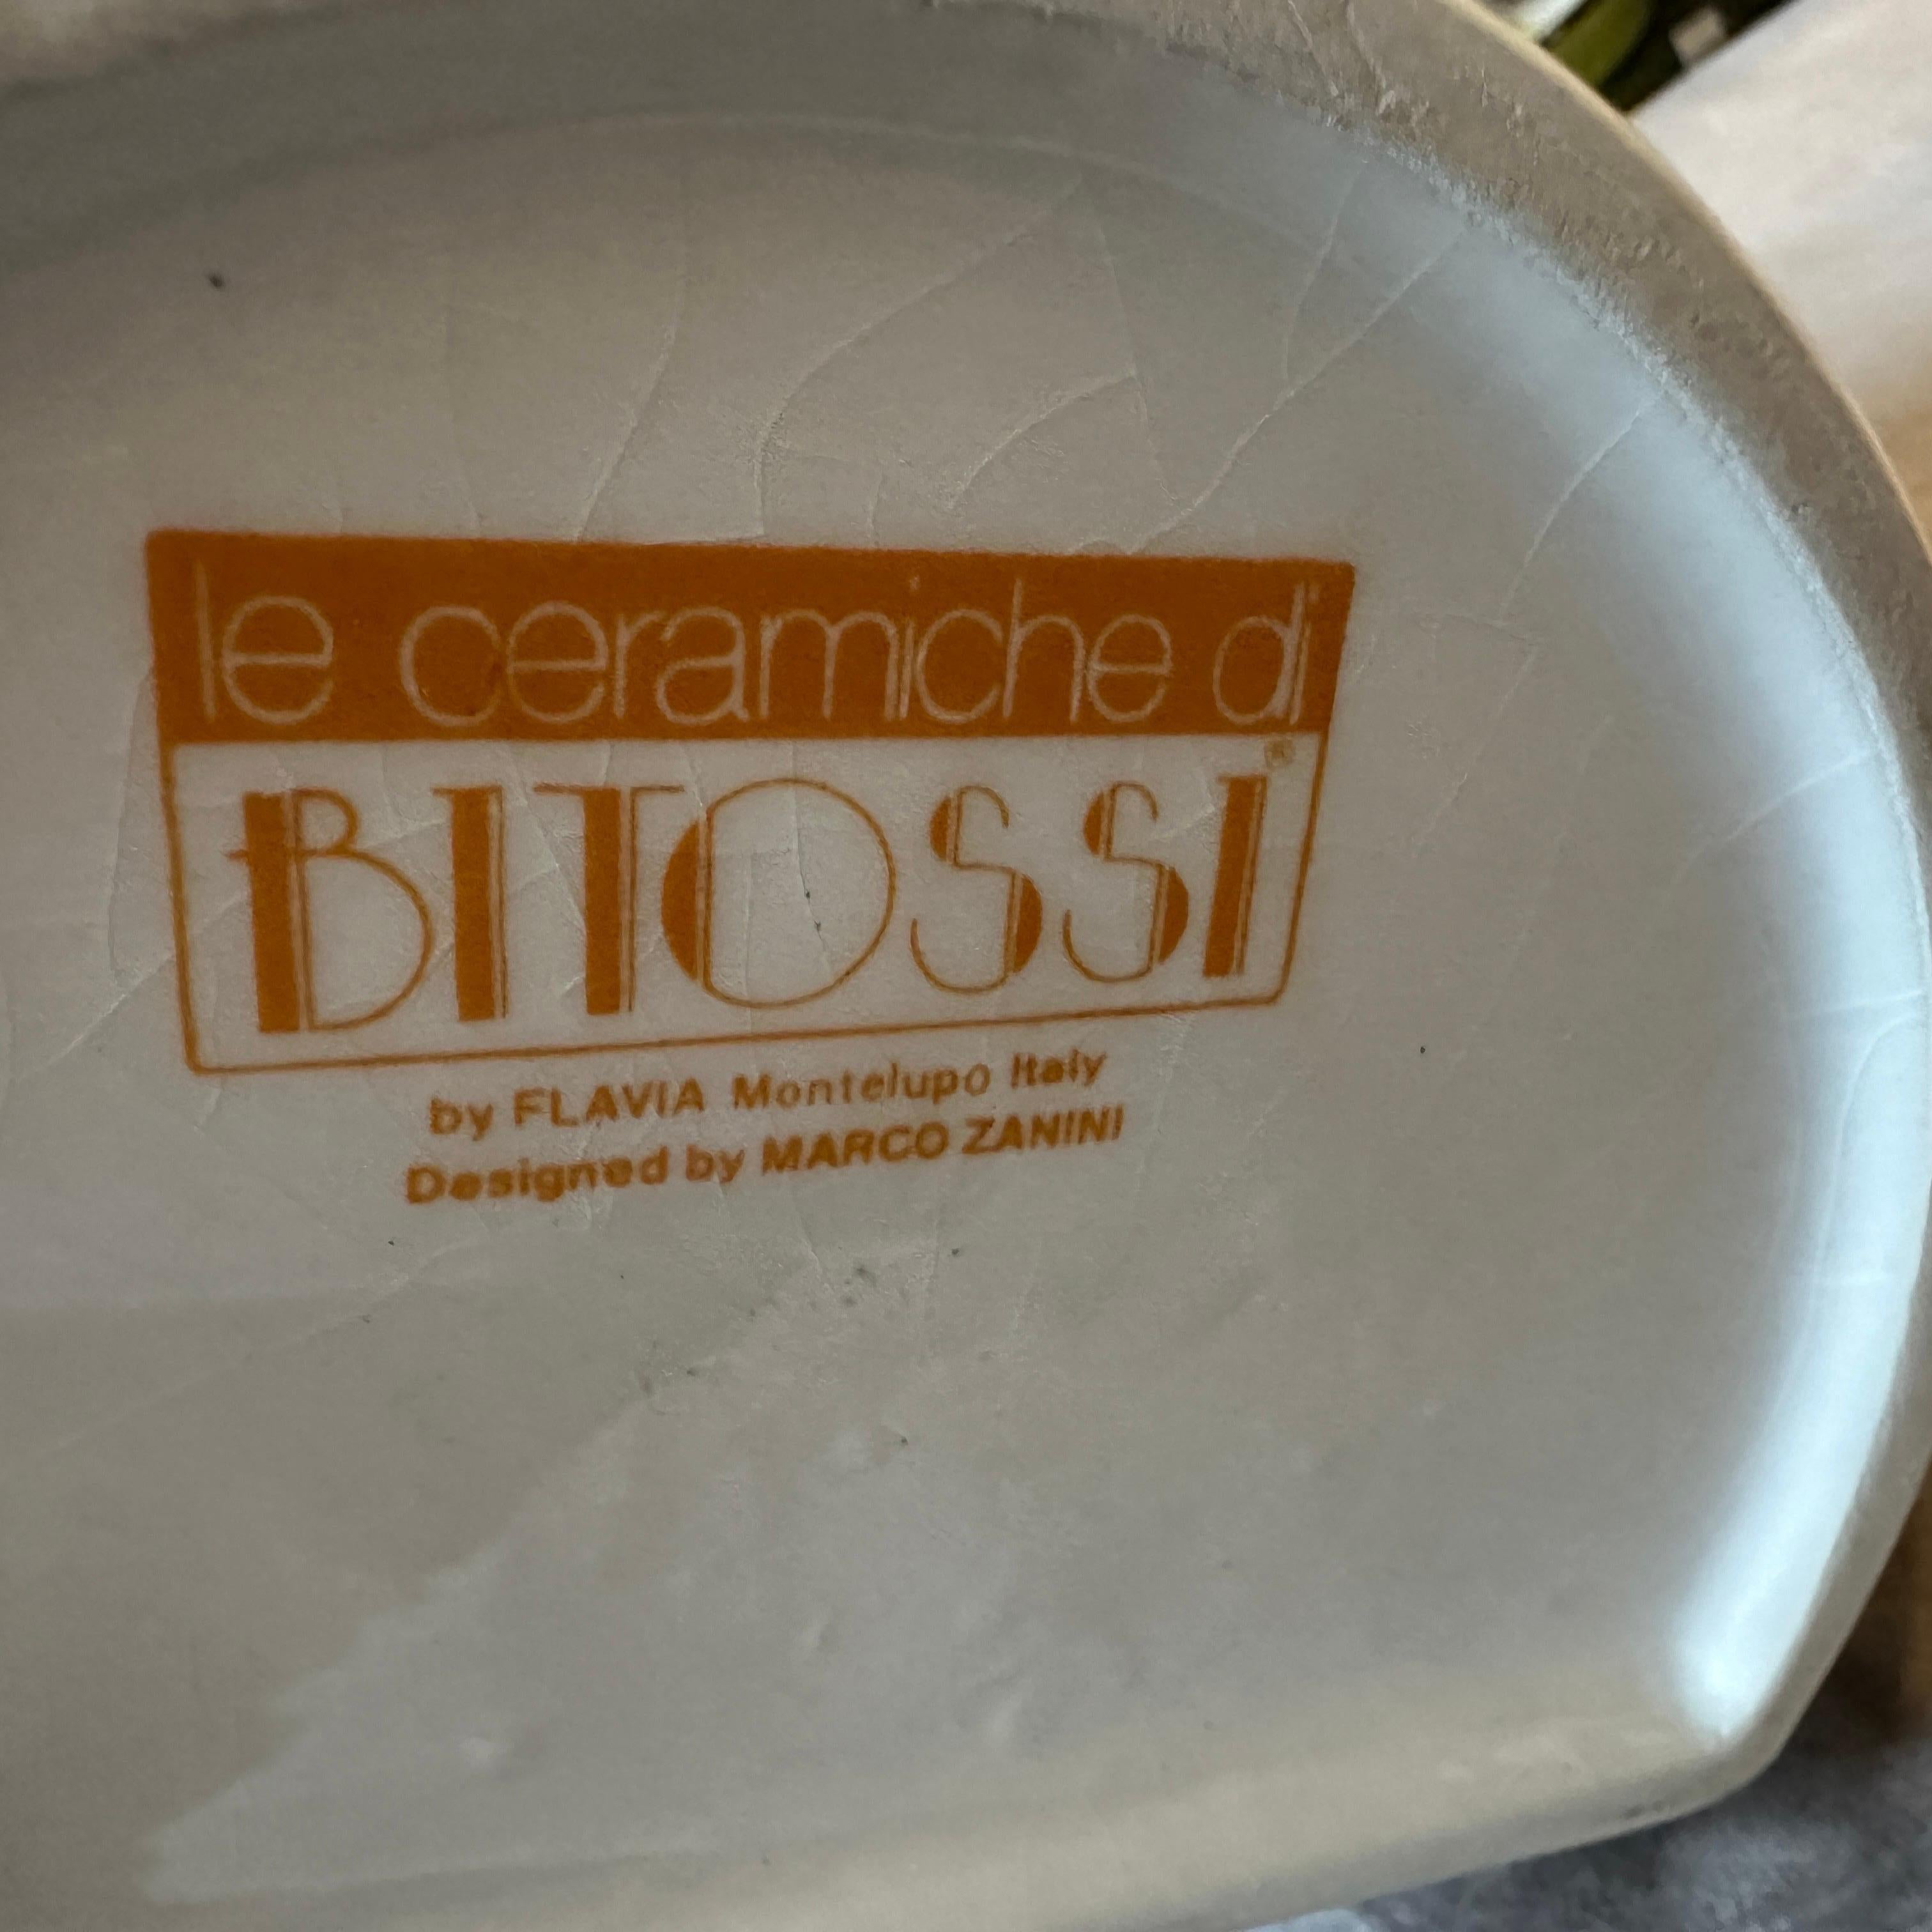 le ceramiche di
BITOSSI®
by FLAVIA Montelupo Italy
Designed by MARCO ZANINI